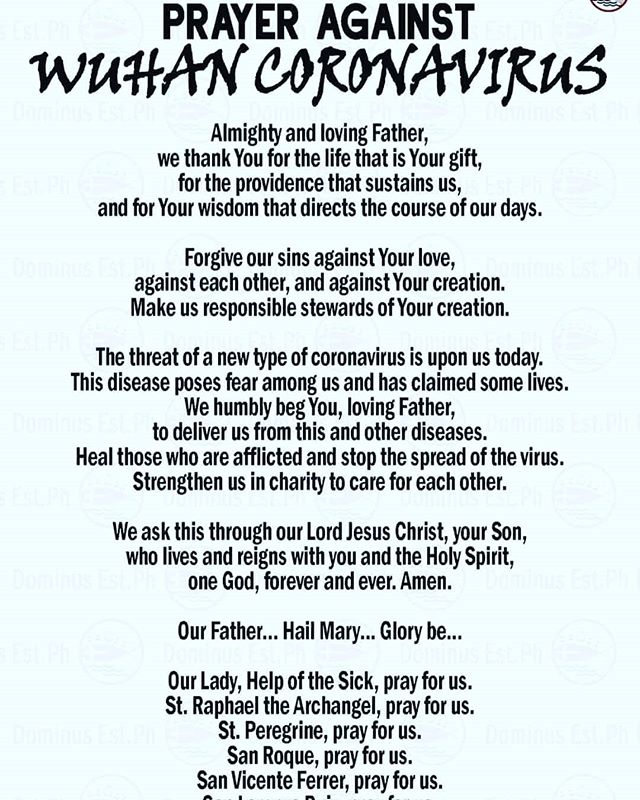 PRAYER AGAINST
WUHAN CORONAVIRUS
Almighty and loving Father,
we thank You for the life that is Your gift,
for the providence that sustains us,
and for Your wisdom that directs the course of our days.
Forgive our sins against Your love,
against each other, and against Your creation.
Make us responsible stewards of Your creation.
The threat of a new type of coronavirus is upon us today.
This disease poses fear among us and has claimed some lives.
We humbly beg You, loving Father,
to deliver us from this and other diseases.
Heal those who are afflicted and stop the spread of the virus.
Strengthen us in charity to care for each other.
We ask this through our Lord Jesus Christ, your Son,
who lives and reigns with you and the Holy Spirit,
one God, forever and ever. Amen.
Our Father... Hail Mary... Glory be...
Our Lady, Help of the Sick, pray for us.
St. Raphael the Archangel, pray for us.
St. Peregrine, pray for us.
San Roque, pray for us.
San Vicente Ferrer, pray for us.
Dominus Est.Ph